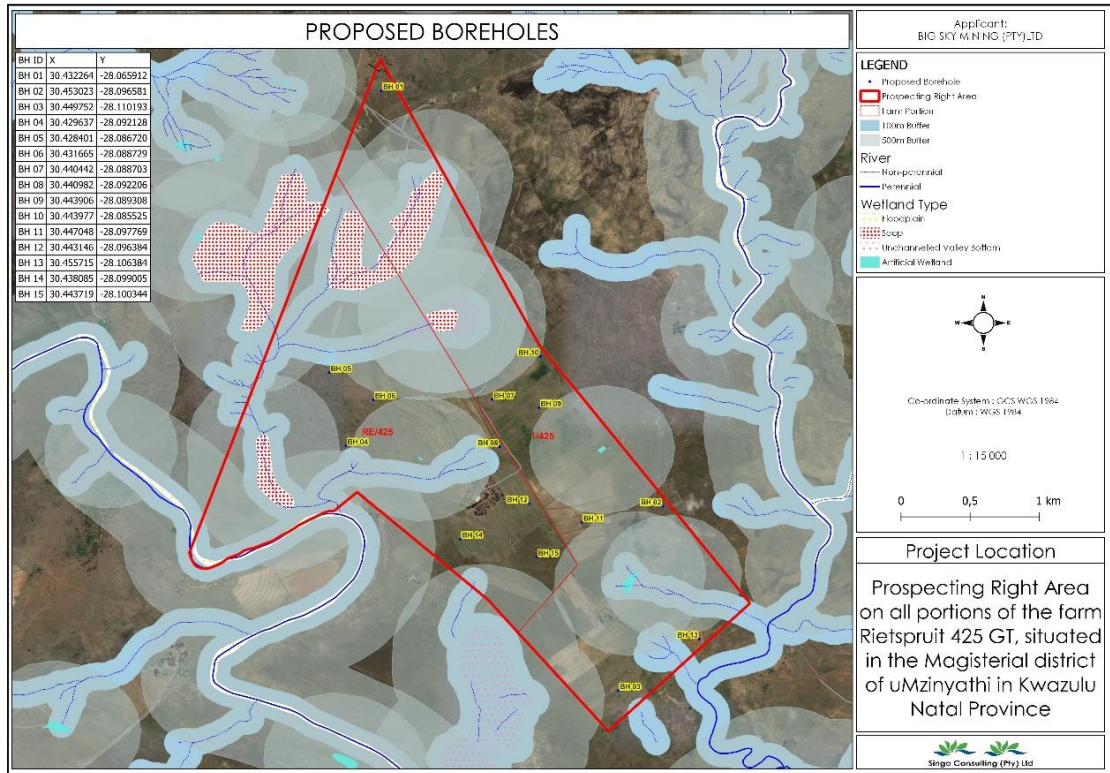 PROPOSED BOREHOLES
BH ID X Y
BH 01 30.432264 -28.065912
BH 02 30.453023 -28.096581
BH 03 30.449752 -28.110193
BH 04 30.429637 -28.092128
BH 05 30.428401 -28.086720
BH 06 30.431665 -28.088729
BH 07 30.440442 -28.088703
BH 08 30.440982 -28.092206
BH 09 30.443906 -28.089308
BH 10 30.443977 -28.085525
BH 11 30.447048 -28.097769
BH 12 30.443146 -28.096384
BH 13 30.455715 -28.106384
BH 14 30.438085 -28.099005
BH 15 30.443719 -28.100344
BH 01
BH 10
BH 05
BH 06
BH 07
BH 09
RE/425
1/425
BH 04
BH 08
BH 12
BH 02
BH 11
BH 14
BH 15
BH 13
BH 03
Applicant:
BIG SKY MINING (PTY)LTD
LEGEND
Proposed Borehole
Prospecting Right Area
Farm Portion
100m Buffer
500m Buffer
River
Non-perennial
Perennial
Wetland Type
Floodplain
Seep
Unchannelled Valley Bottom
Artificial Wetland
N
W E
S
Co-ordinate System : GCS WGS 1984
Datum : WGS 1984
1 : 15 000
0 0,5 1 km
Project Location
Prospecting Right Area
on all portions of the farm
Rietspruit 425 GT, situated
in the Magisterial district
of uMzinyathi in Kwazulu
Natal Province
Singo Consulting (Pty) Ltd